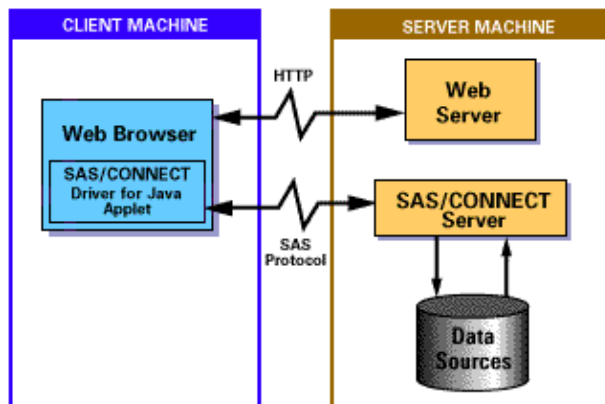 CLIENT MACHINE
SERVER MACHINE
HTTP
Web Browser
SAS/CONNECT
Driver for Java
Applet
Web
Server
SAS
Protocol
SAS/CONNECT
Server
Data
Sources